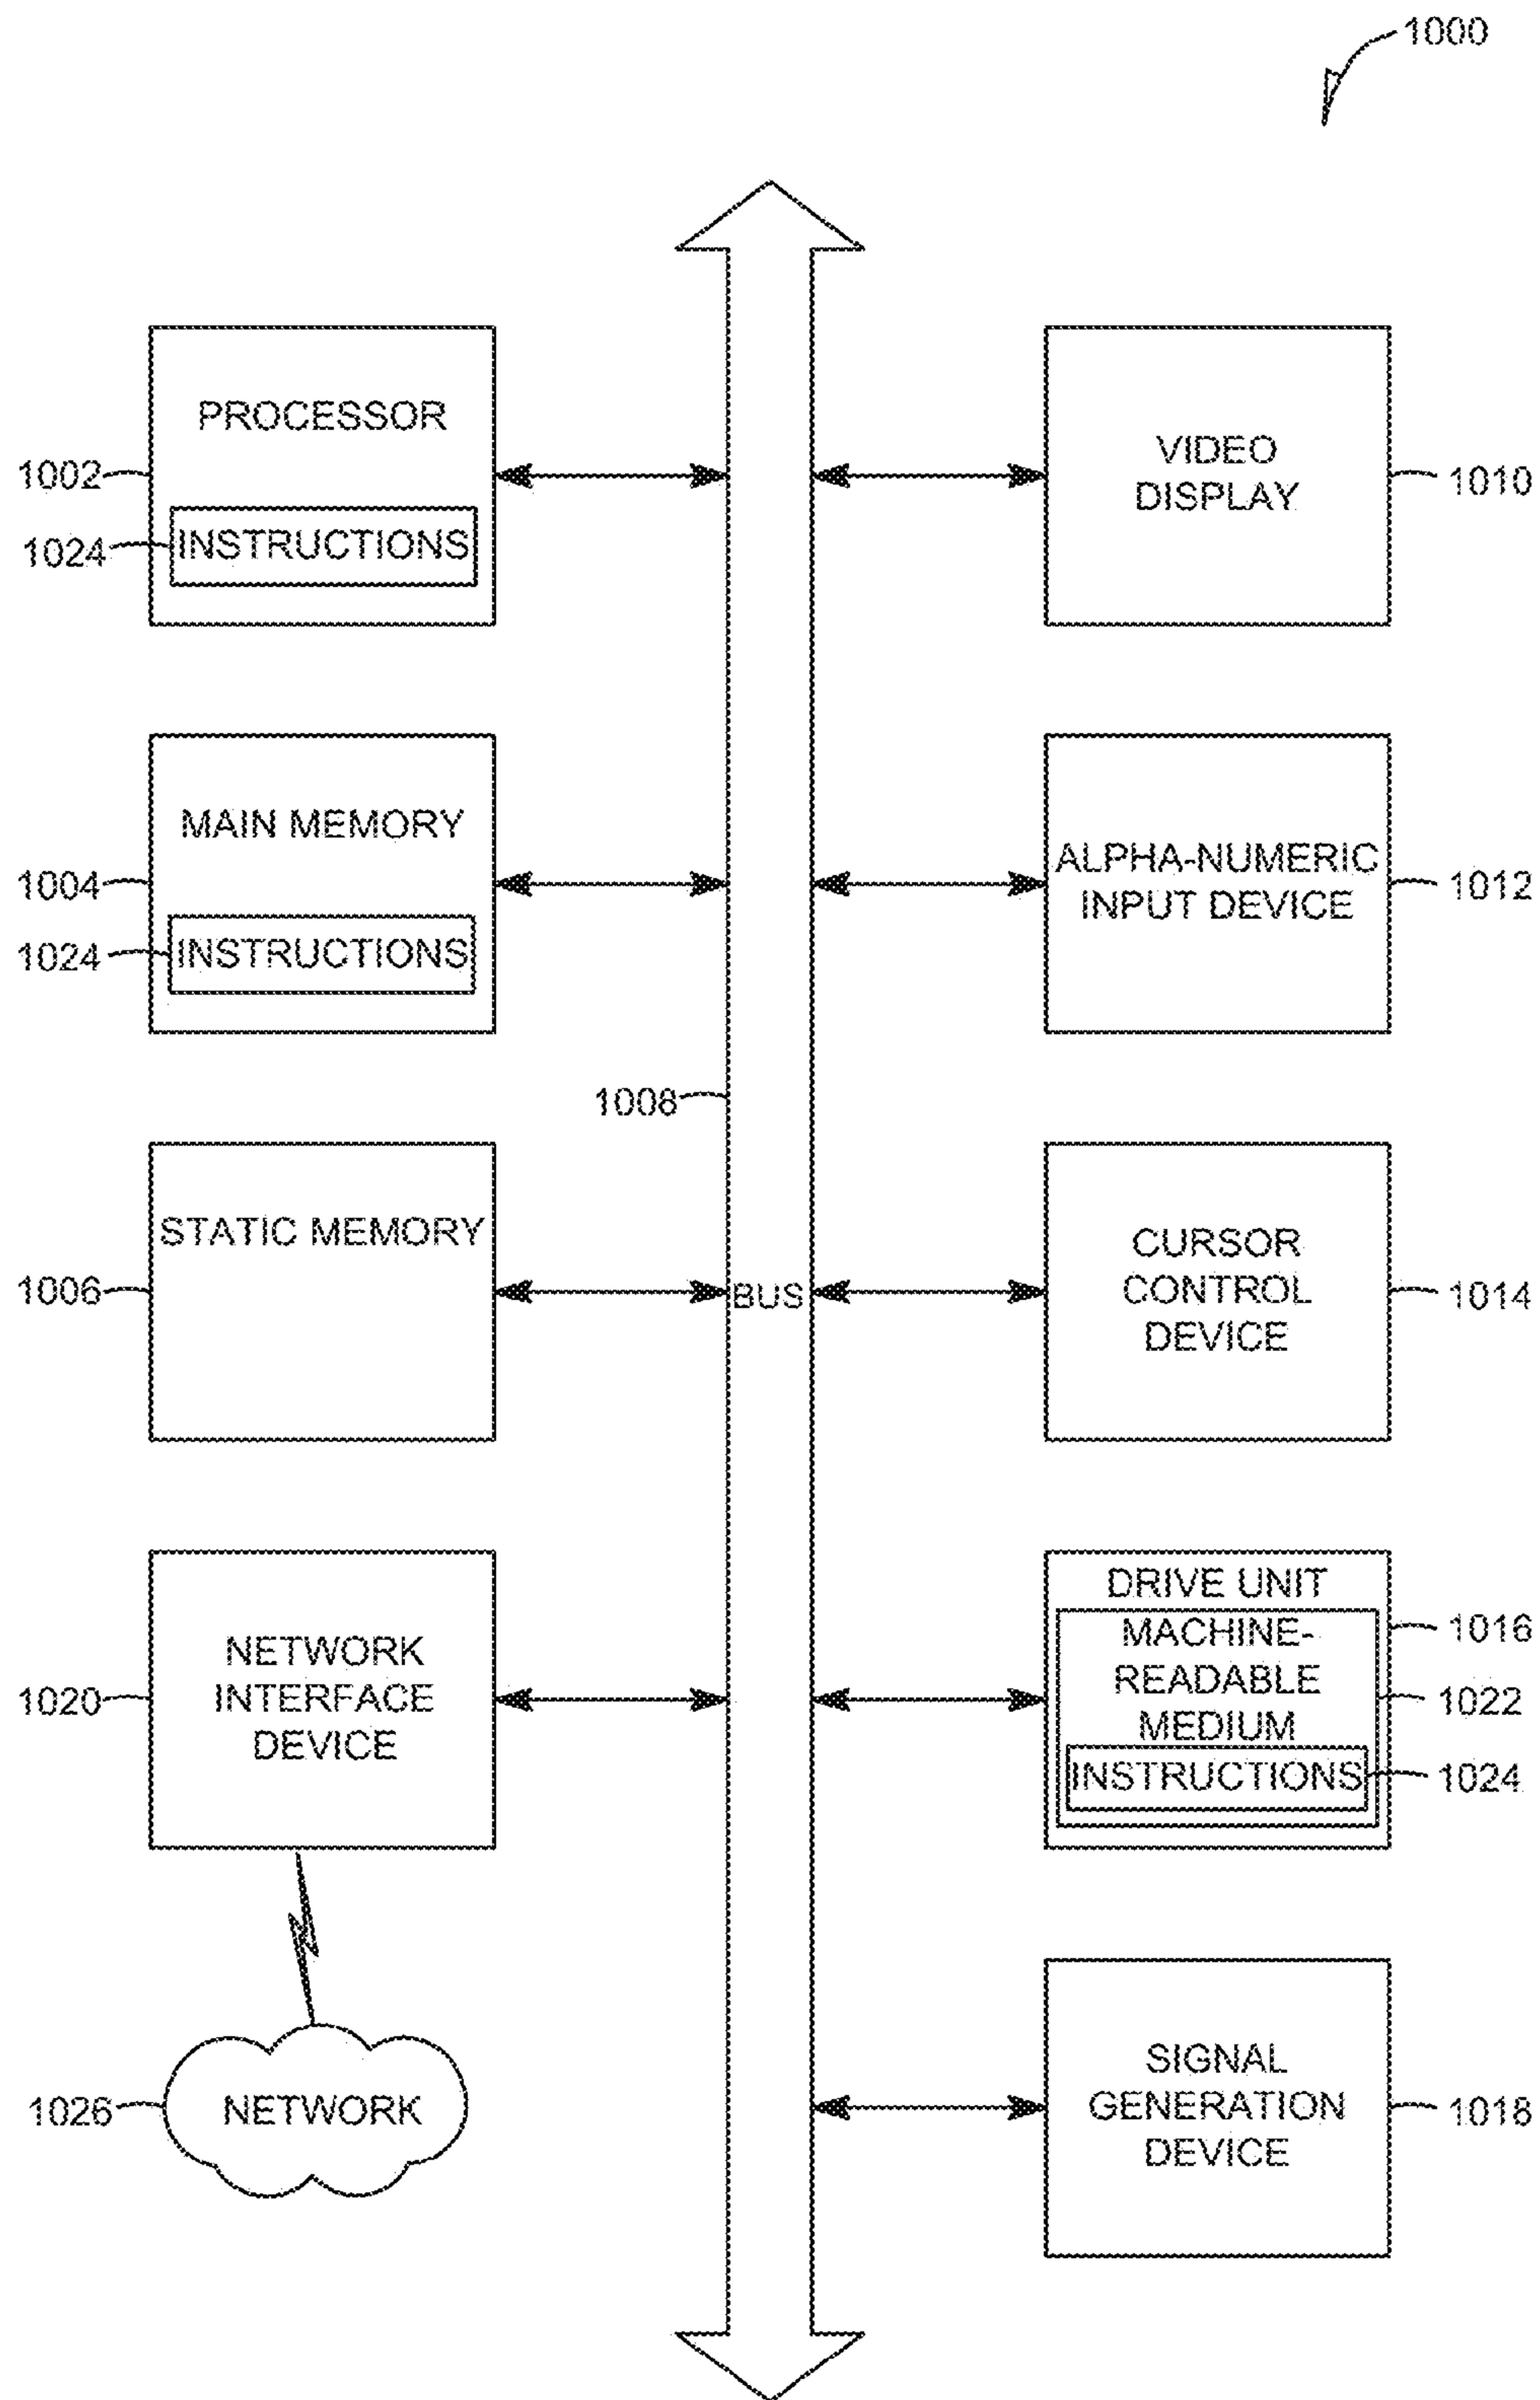 1000
PROCESSOR
1002
1024
INSTRUCTIONS
VIDEO
DISPLAY
1010
MAIN MEMORY
1004
1024
INSTRUCTIONS
ALPHA-NUMERIC
INPUT DEVICE
1012
1008
STATIC MEMORY
1006
BUS
CURSOR
CONTROL
DEVICE
1014
NETWORK
INTERFACE
DEVICE
1020
DRIVE UNIT
1016
MACHINE-
READABLE
MEDIUM
1022
INSTRUCTIONS
1024
1026
NETWORK
SIGNAL
GENERATION
DEVICE
1018